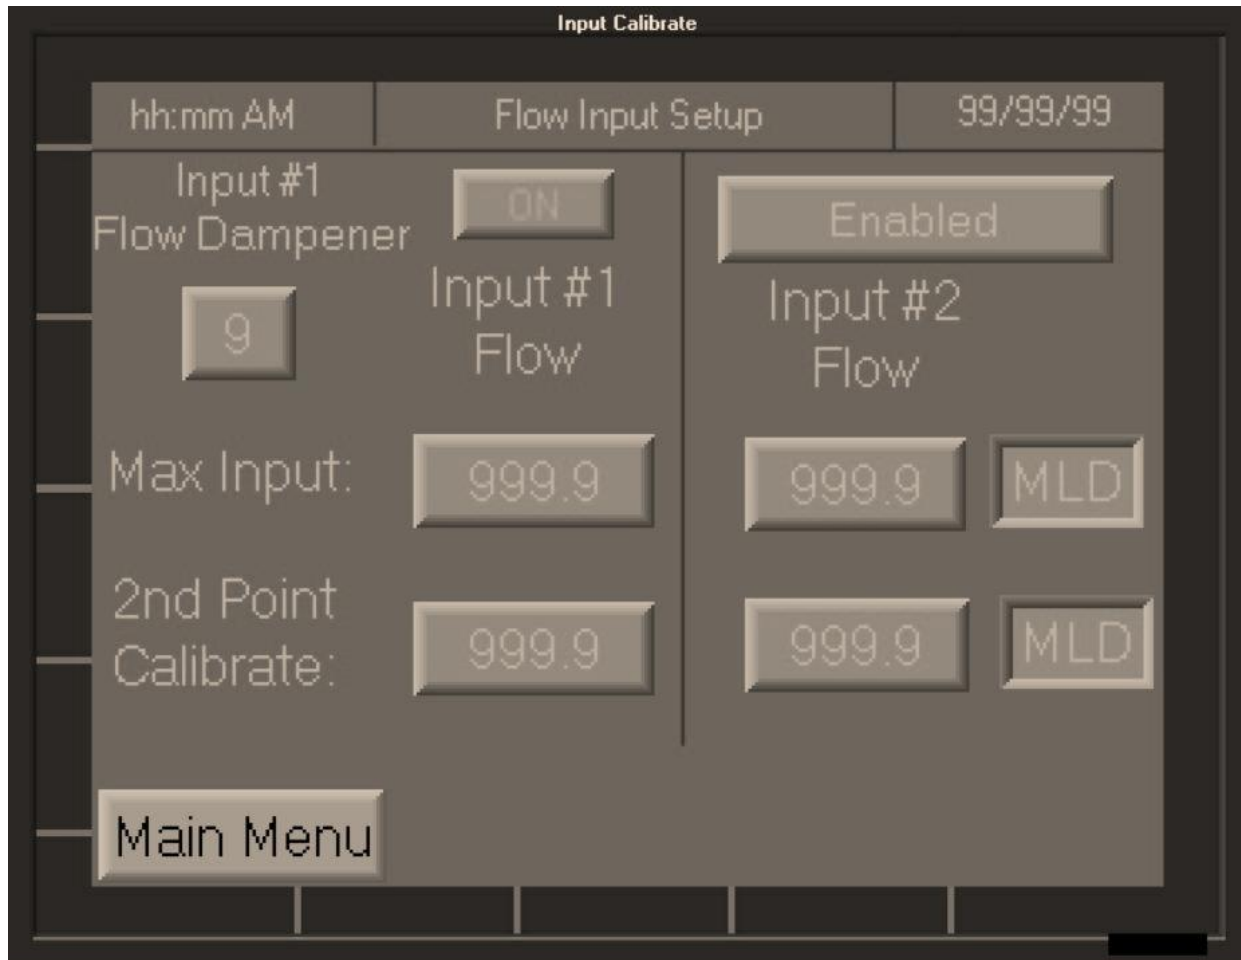 Input Calibrate
hh:mm AM Flow Input Setup 99/99/99
Input #1
Flow Dampener
ON
Enabled
9
Input #1
Flow
Input #2
Flow
Max Input: 999.9 999.9 MLD
2nd Point
Calibrate: 999.9 999.9 MLD
Main Menu